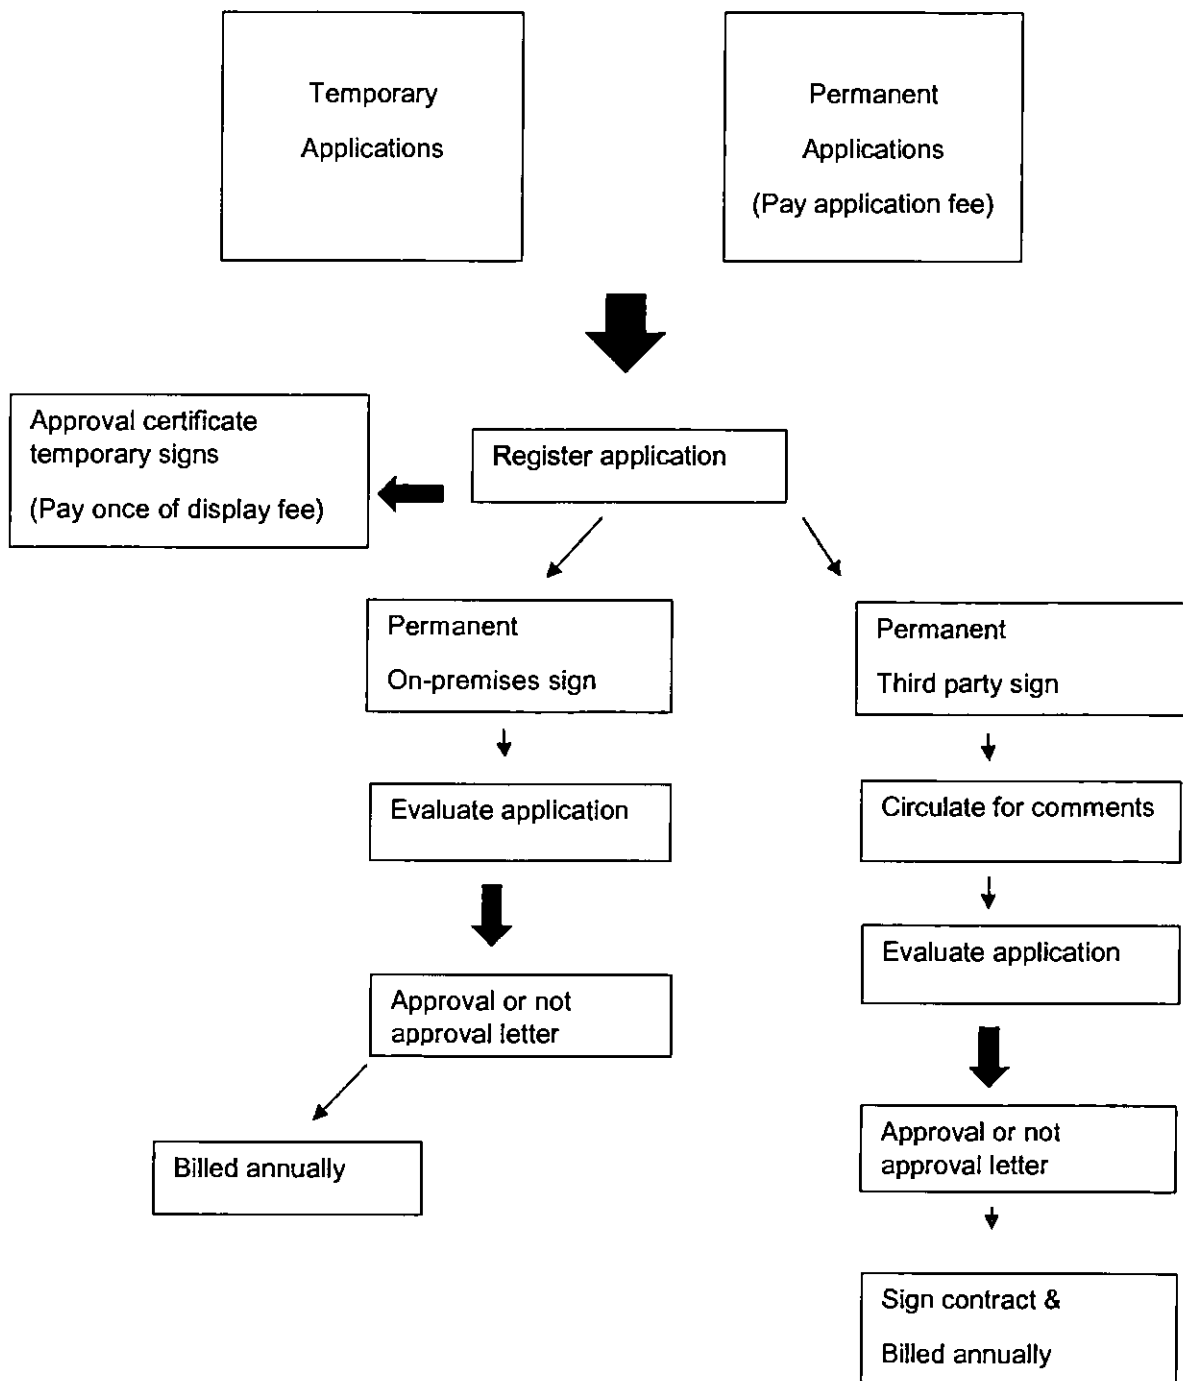 Temporary
Applications
Permanent
Applications
(Pay application fee)
Approval certificate
temporary signs
(Pay once of display fee)
Register application
Permanent
On-premises sign
Permanent
Third party sign
Evaluate application
Circulate for comments
Evaluate application
Approval or not
approval letter
Approval or not
approval letter
Billed annually
Sign contract &
Billed annually